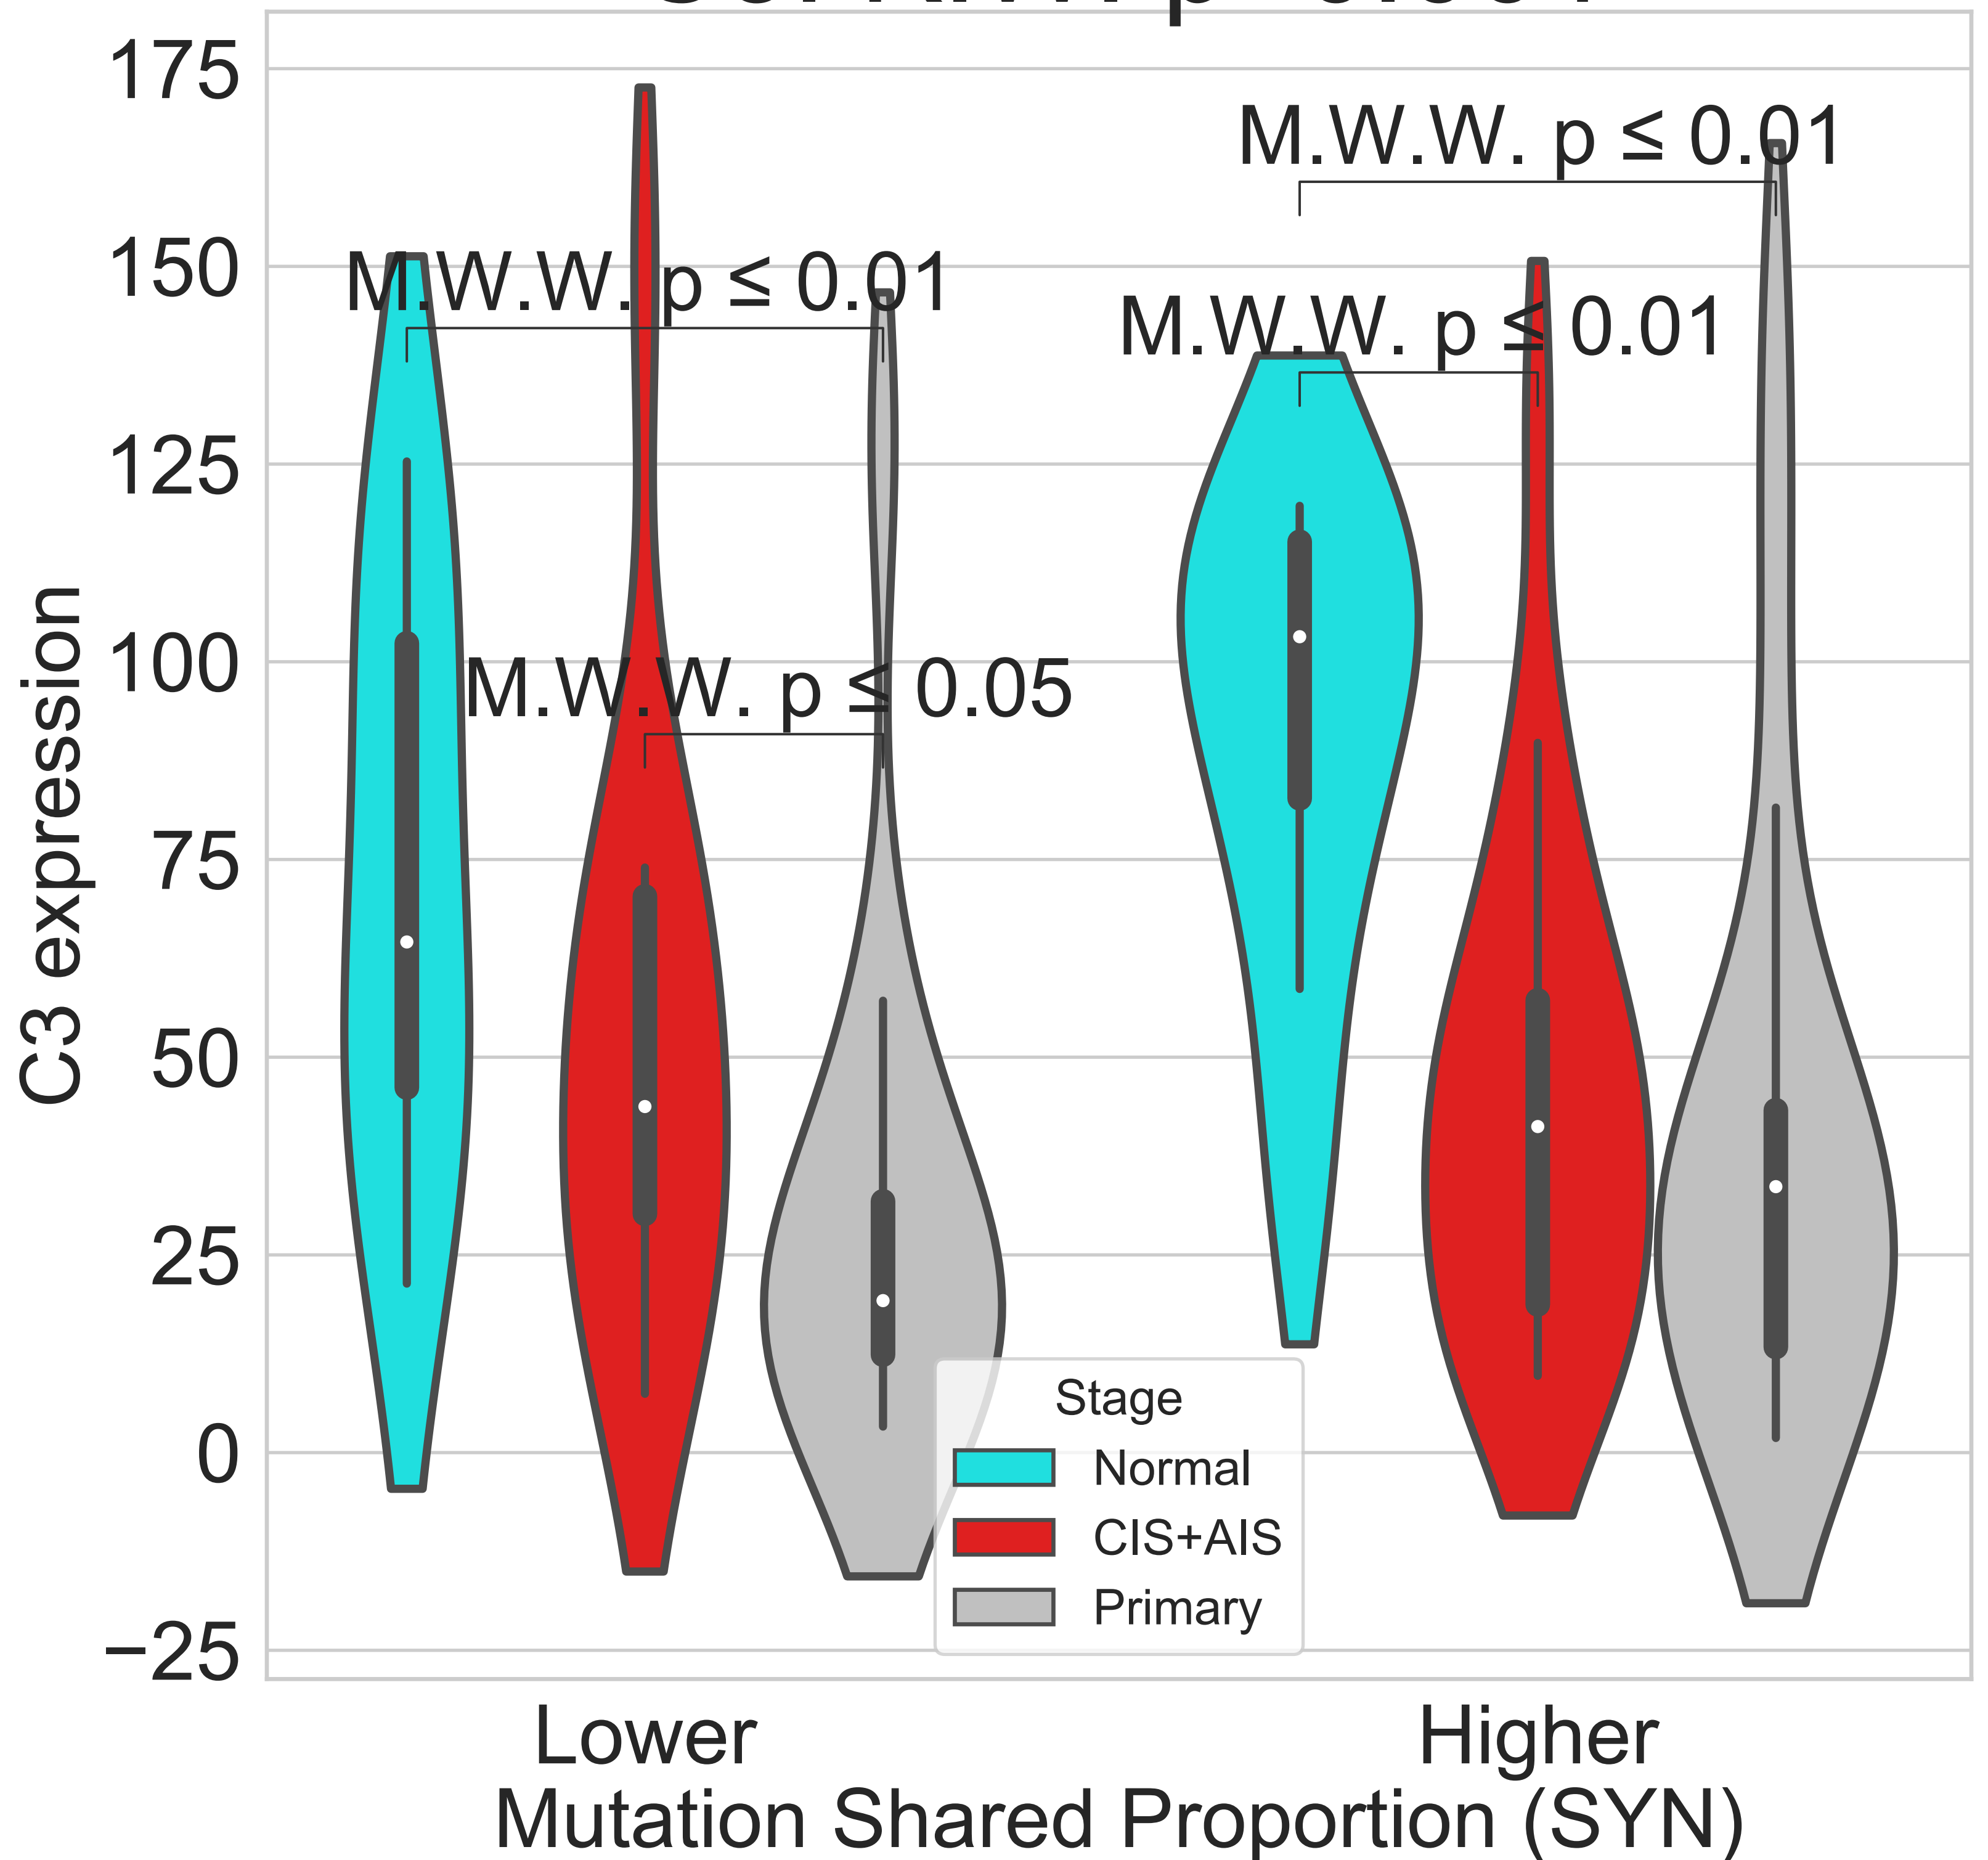 175
150
125
100
75
50
25
0
−25
C3 expression
M.W.W. p ≤ 0.01
M.W.W. p ≤ 0.01
M.W.W. p ≤ 0.01
M.W.W. p ≤ 0.05
Stage
Normal
CIS+AIS
Primary
Lower
Higher
Mutation Shared Proportion (SYN)